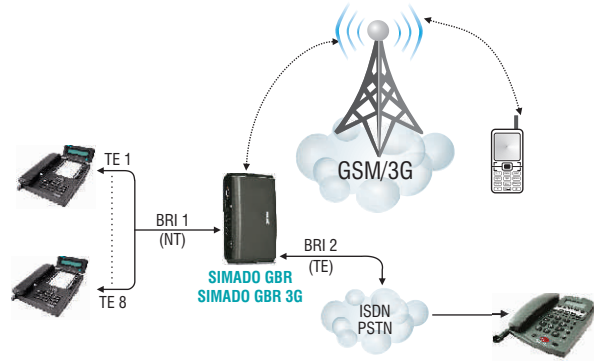 GSM/3G
TE 1
BRI 1
(NT)
TE 8
SIMADO GBR
SIMADO GBR 3G
BRI 2
(TE)
ISDN
PSTN